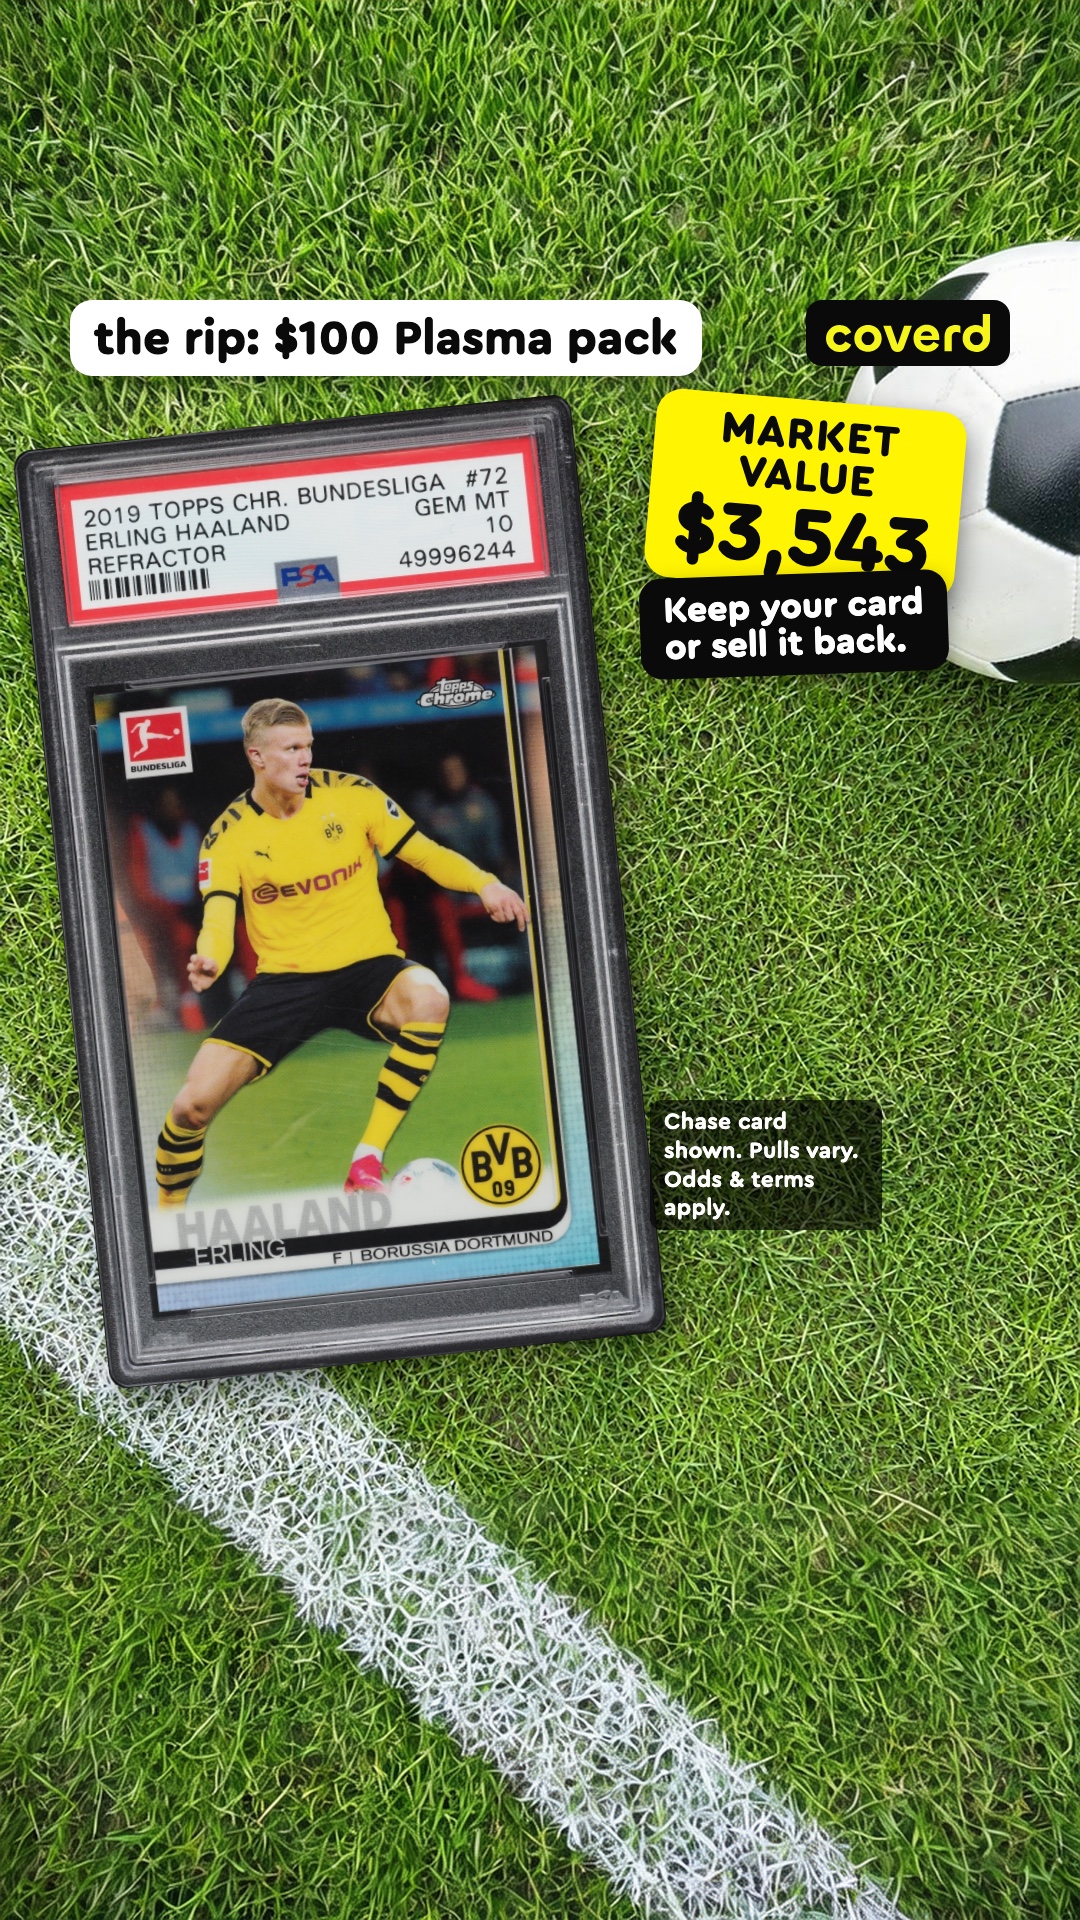 the rip: $100 Plasma pack
coverd
MARKET
VALUE
$3,543
Keep your card
or sell it back.
2019 TOPPS CHR. BUNDESLIGA #72
ERLING HAALAND GEM MT
REFRACTOR 10
49996244
PSA
Topps
Chrome
BUNDESLIGA
BVB
09
EVONIK
BVB
09
HAALAND
ERLING
F | BORUSSIA DORTMUND
PSA
Chase card
shown. Pulls vary.
Odds & terms
apply.